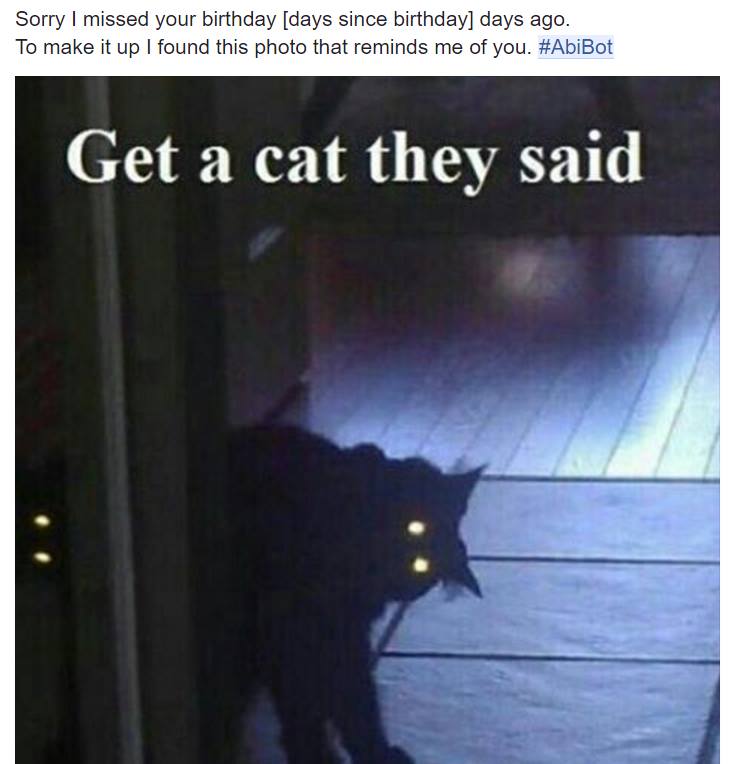 Sorry I missed your birthday [days since birthday] days ago.
To make it up I found this photo that reminds me of you. #AbiBot
Get a cat they said